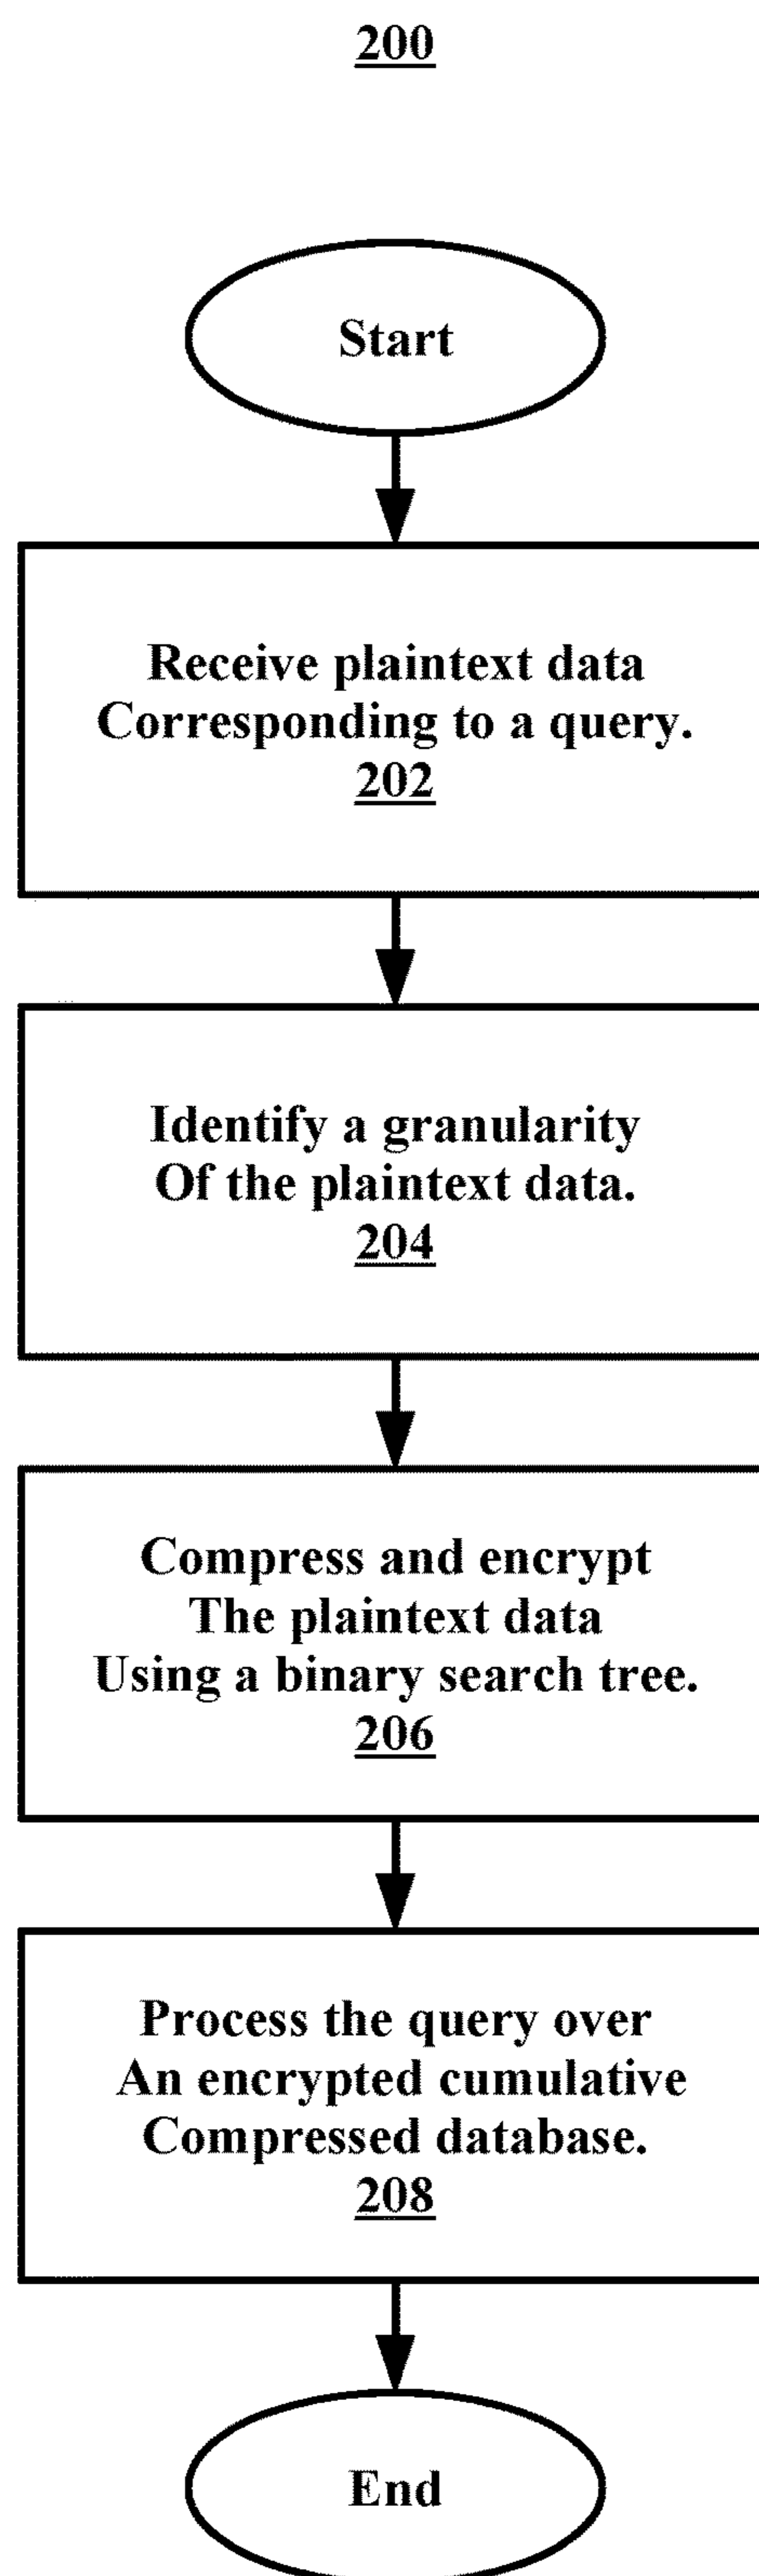 200
Start
Receive plaintext data
Corresponding to a query.
202
Identify a granularity
Of the plaintext data.
204
Compress and encrypt
The plaintext data
Using a binary search tree.
206
Process the query over
An encrypted cumulative
Compressed database.
208
End